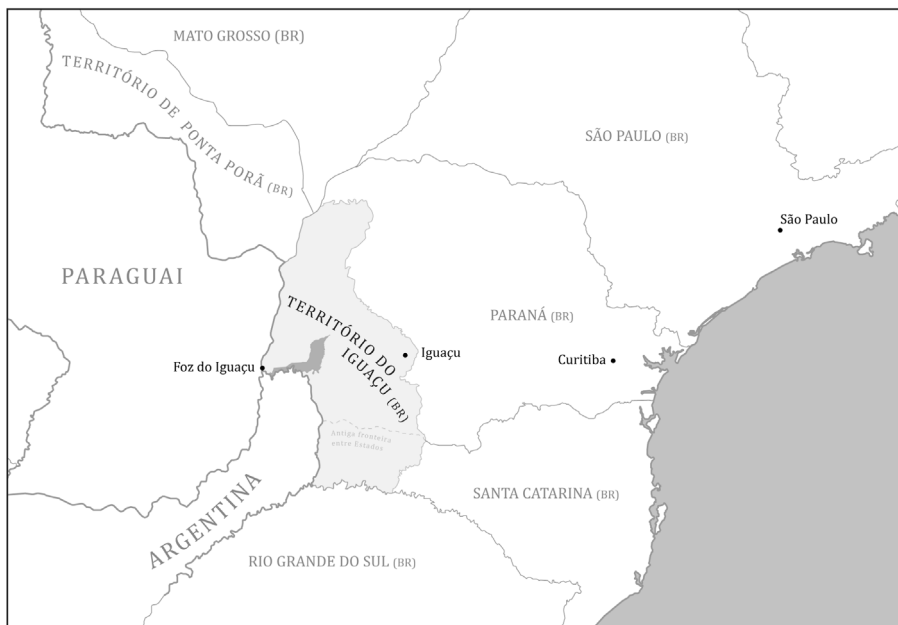 MATO GROSSO (BR)
TERRITÓRIO DE PONTA PORÃ (BR)
SÃO PAULO (BR)
São Paulo
PARAGUAI
TERRITÓRIO DO
IGUAÇU (BR)
PARANÁ (BR)
Iguaçu
Curitiba
Foz do Iguaçu
Antiga fronteira
entre Estados
SANTA CATARINA (BR)
ARGENTINA
RIO GRANDE DO SUL (BR)